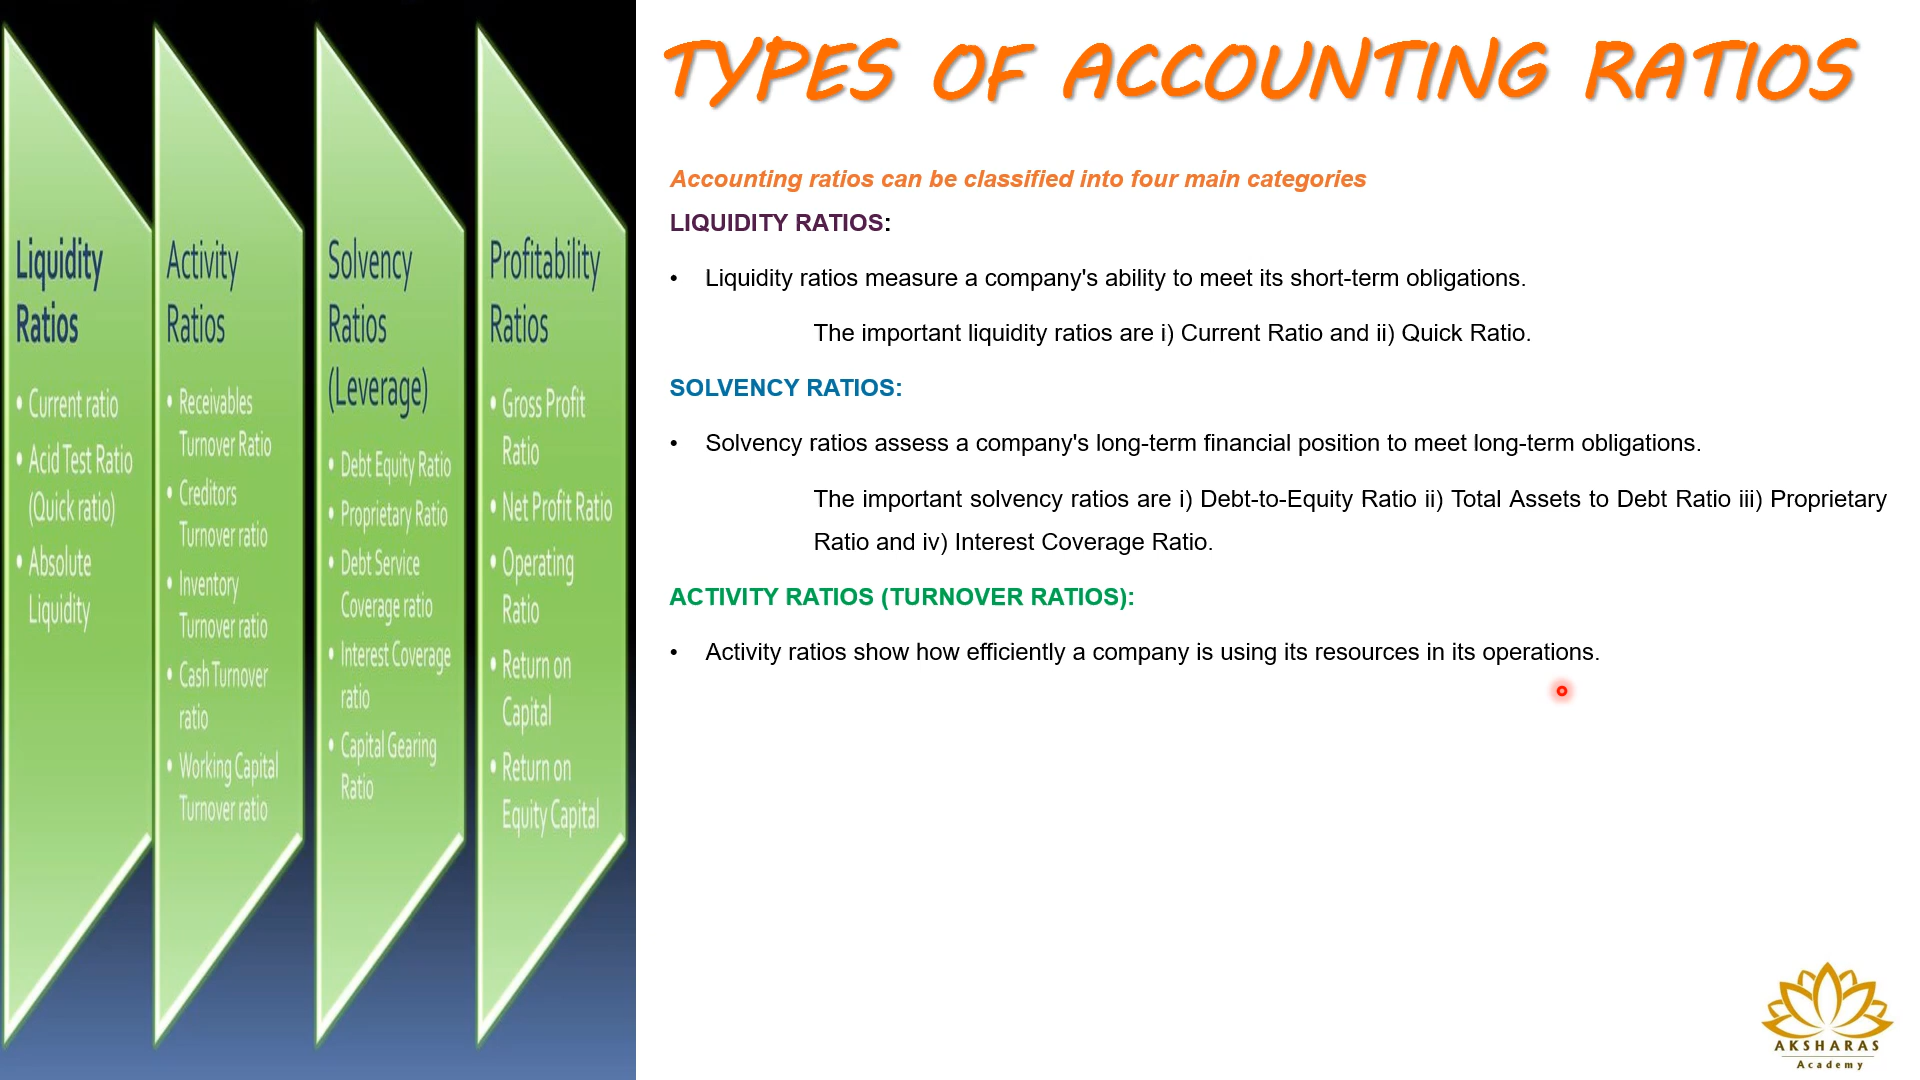 Liquidity
Ratios
• Current ratio
• Acid Test Ratio
(Quick ratio)
• Absolute
Liquidity
Activity
Ratios
• Receivables
Turnover Ratio
• Creditors
Turnover ratio
• Inventory
Turnover ratio
• Cash Turnover
ratio
• Working Capital
Turnover ratio
Solvency
Ratios
(Leverage)
• Debt Equity Ratio
• Proprietary Ratio
• Debt Service
Coverage ratio
• Interest Coverage
ratio
• Capital Gearing
Ratio
Profitability
Ratios
• Gross Profit
Ratio
• Net Profit Ratio
• Operating
Ratio
• Return on
Capital
• Return on
Equity Capital
TYPES OF ACCOUNTING RATIOS
Accounting ratios can be classified into four main categories
LIQUIDITY RATIOS:
• Liquidity ratios measure a company's ability to meet its short-term obligations.
The important liquidity ratios are i) Current Ratio and ii) Quick Ratio.
SOLVENCY RATIOS:
• Solvency ratios assess a company's long-term financial position to meet long-term obligations.
The important solvency ratios are i) Debt-to-Equity Ratio ii) Total Assets to Debt Ratio iii) Proprietary
Ratio and iv) Interest Coverage Ratio.
ACTIVITY RATIOS (TURNOVER RATIOS):
• Activity ratios show how efficiently a company is using its resources in its operations.
AKSHARAS
Academy